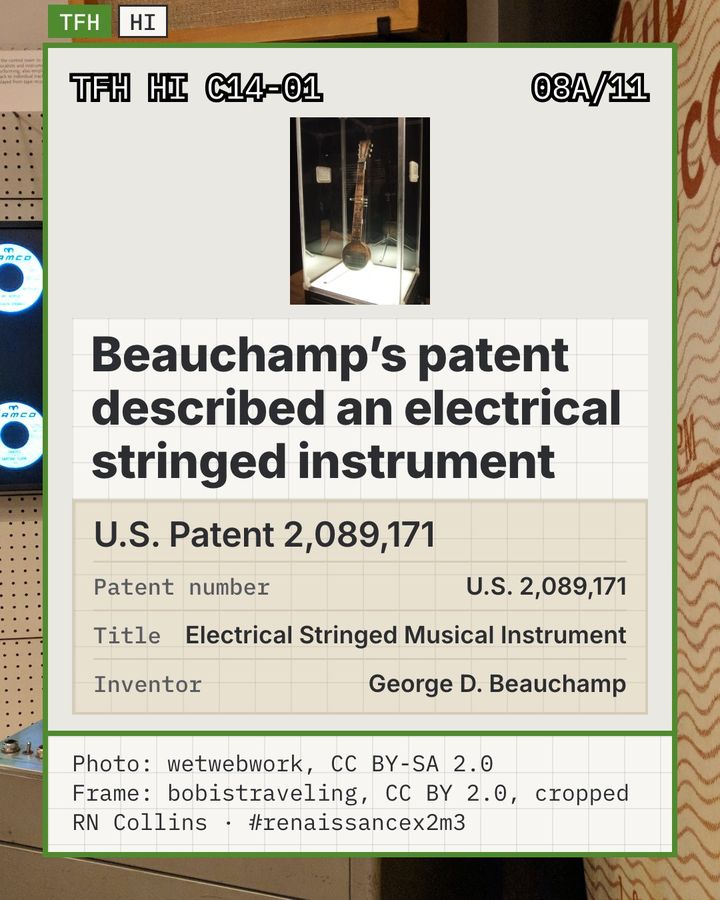 TFH HI
TFH HI C14-01 08A/11
Beauchamp’s patent
described an electrical
stringed instrument
U.S. Patent 2,089,171
Patent number U.S. 2,089,171
Title Electrical Stringed Musical Instrument
Inventor George D. Beauchamp
Photo: wetwebwork, CC BY-SA 2.0
Frame: bobistraveling, CC BY 2.0, cropped
RN Collins · #renaissancex2m3